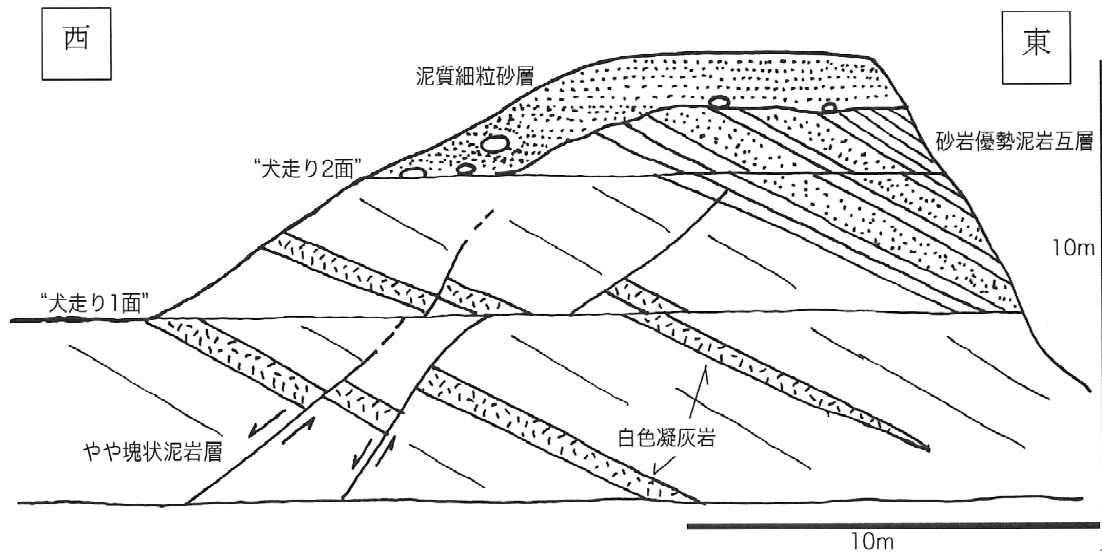 西
東
泥質細粒砂層
砂岩優勢泥岩互層
“犬走り2面”
10m
“犬走り1面”
白色凝灰岩
やや塊状泥岩層
10m